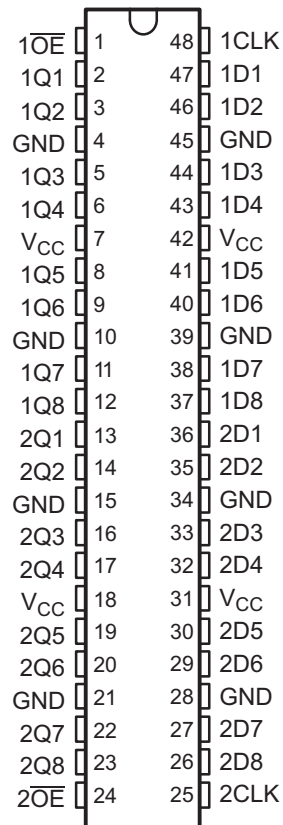 1OE 1 48 1CLK
1Q1 2 47 1D1
1Q2 3 46 1D2
GND 4 45 GND
1Q3 5 44 1D3
1Q4 6 43 1D4
VCC 7 42 VCC
1Q5 8 41 1D5
1Q6 9 40 1D6
GND 10 39 GND
1Q7 11 38 1D7
1Q8 12 37 1D8
2Q1 13 36 2D1
2Q2 14 35 2D2
GND 15 34 GND
2Q3 16 33 2D3
2Q4 17 32 2D4
VCC 18 31 VCC
2Q5 19 30 2D5
2Q6 20 29 2D6
GND 21 28 GND
2Q7 22 27 2D7
2Q8 23 26 2D8
2OE 24 25 2CLK